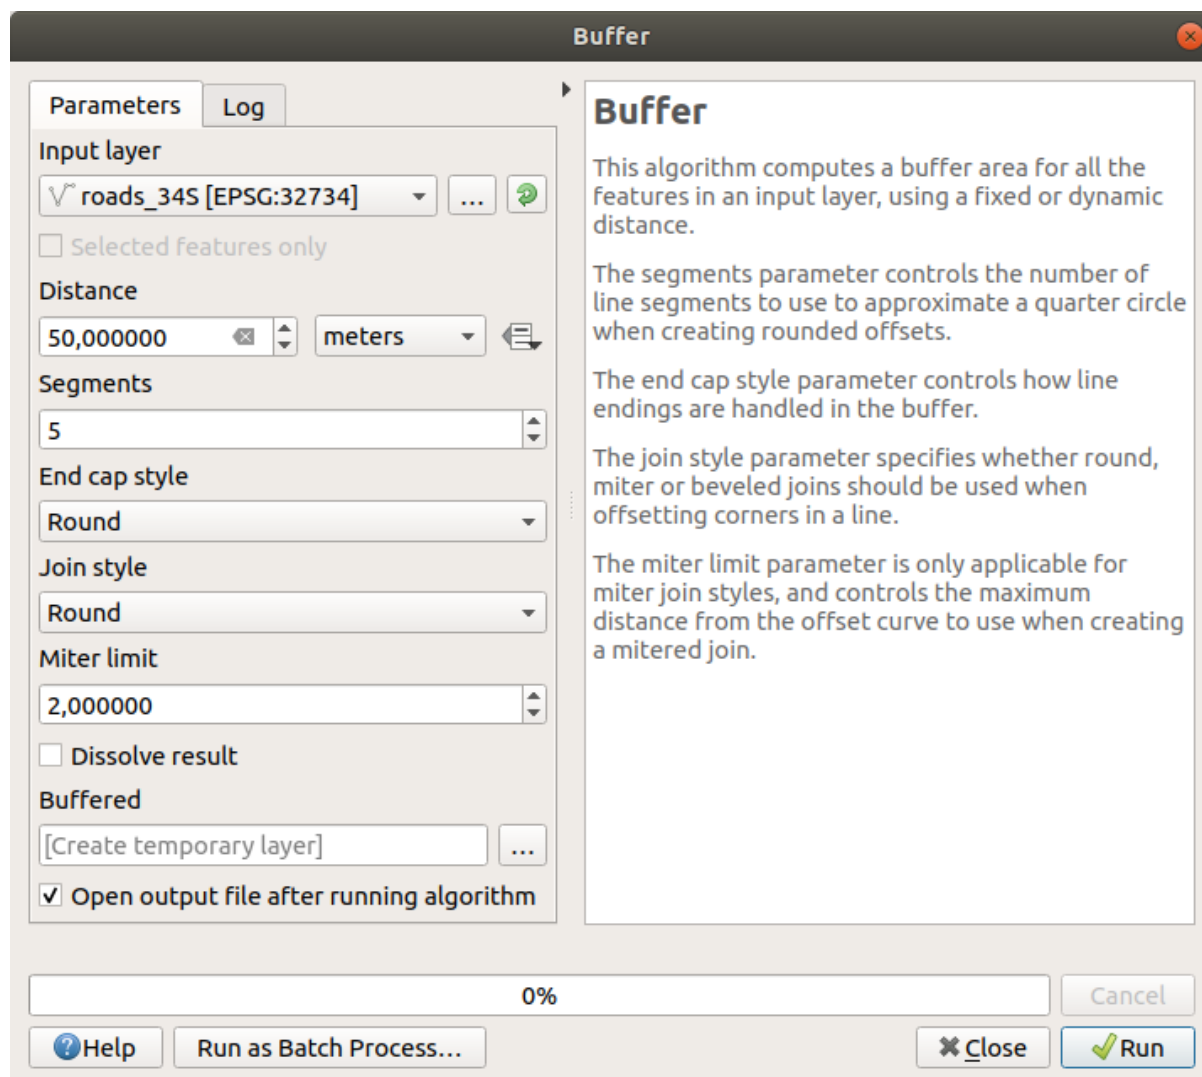 Buffer
Parameters
Log
Input layer
roads_34S [EPSG:32734]
...
Selected features only
Distance
50,000000
meters
Segments
5
End cap style
Round
Join style
Round
Miter limit
2,000000
Dissolve result
Buffered
[Create temporary layer]
...
Open output file after running algorithm
Buffer
This algorithm computes a buffer area for all the
features in an input layer, using a fixed or dynamic
distance.
The segments parameter controls the number of
line segments to use to approximate a quarter circle
when creating rounded offsets.
The end cap style parameter controls how line
endings are handled in the buffer.
The join style parameter specifies whether round,
miter or beveled joins should be used when
offsetting corners in a line.
The miter limit parameter is only applicable for
miter join styles, and controls the maximum
distance from the offset curve to use when creating
a mitered join.
0%
Cancel
Help
Run as Batch Process...
Close
Run